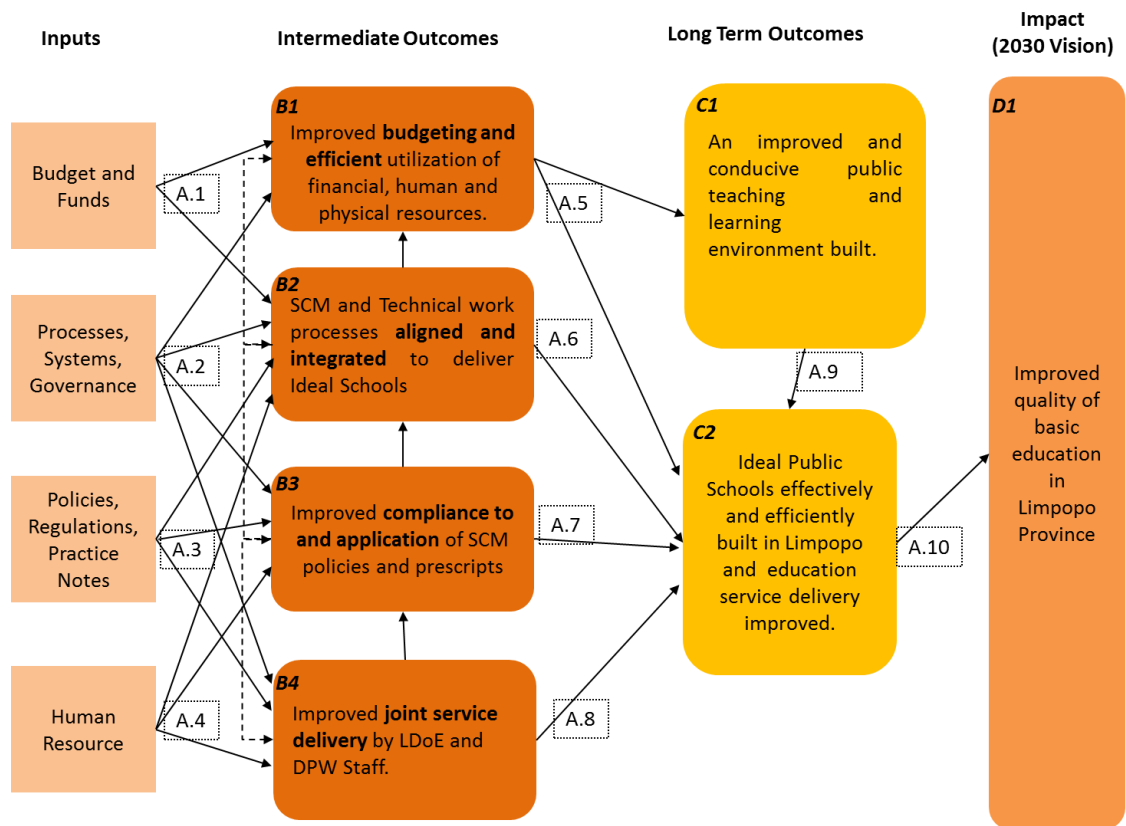 Inputs
Intermediate Outcomes
Long Term Outcomes
Impact
(2030 Vision)
Budget and
Funds
Processes,
Systems,
Governance
Policies,
Regulations,
Practice
Notes
Human
Resource
A.1
A.2
A.3
A.4
B1
Improved budgeting and
efficient utilization of
financial, human and
physical resources.
B2
SCM and Technical work
processes aligned and
integrated to deliver
Ideal Schools
B3
Improved compliance to
and application of SCM
policies and prescripts
B4
Improved joint service
delivery by LDoE and
DPW Staff.
A.5
A.6
A.7
A.8
C1
An improved and
conducive public
teaching and
learning
environment built.
A.9
C2
Ideal Public
Schools effectively
and efficiently
built in Limpopo
and education
service delivery
improved.
A.10
D1
Improved
quality of
basic
education
in
Limpopo
Province